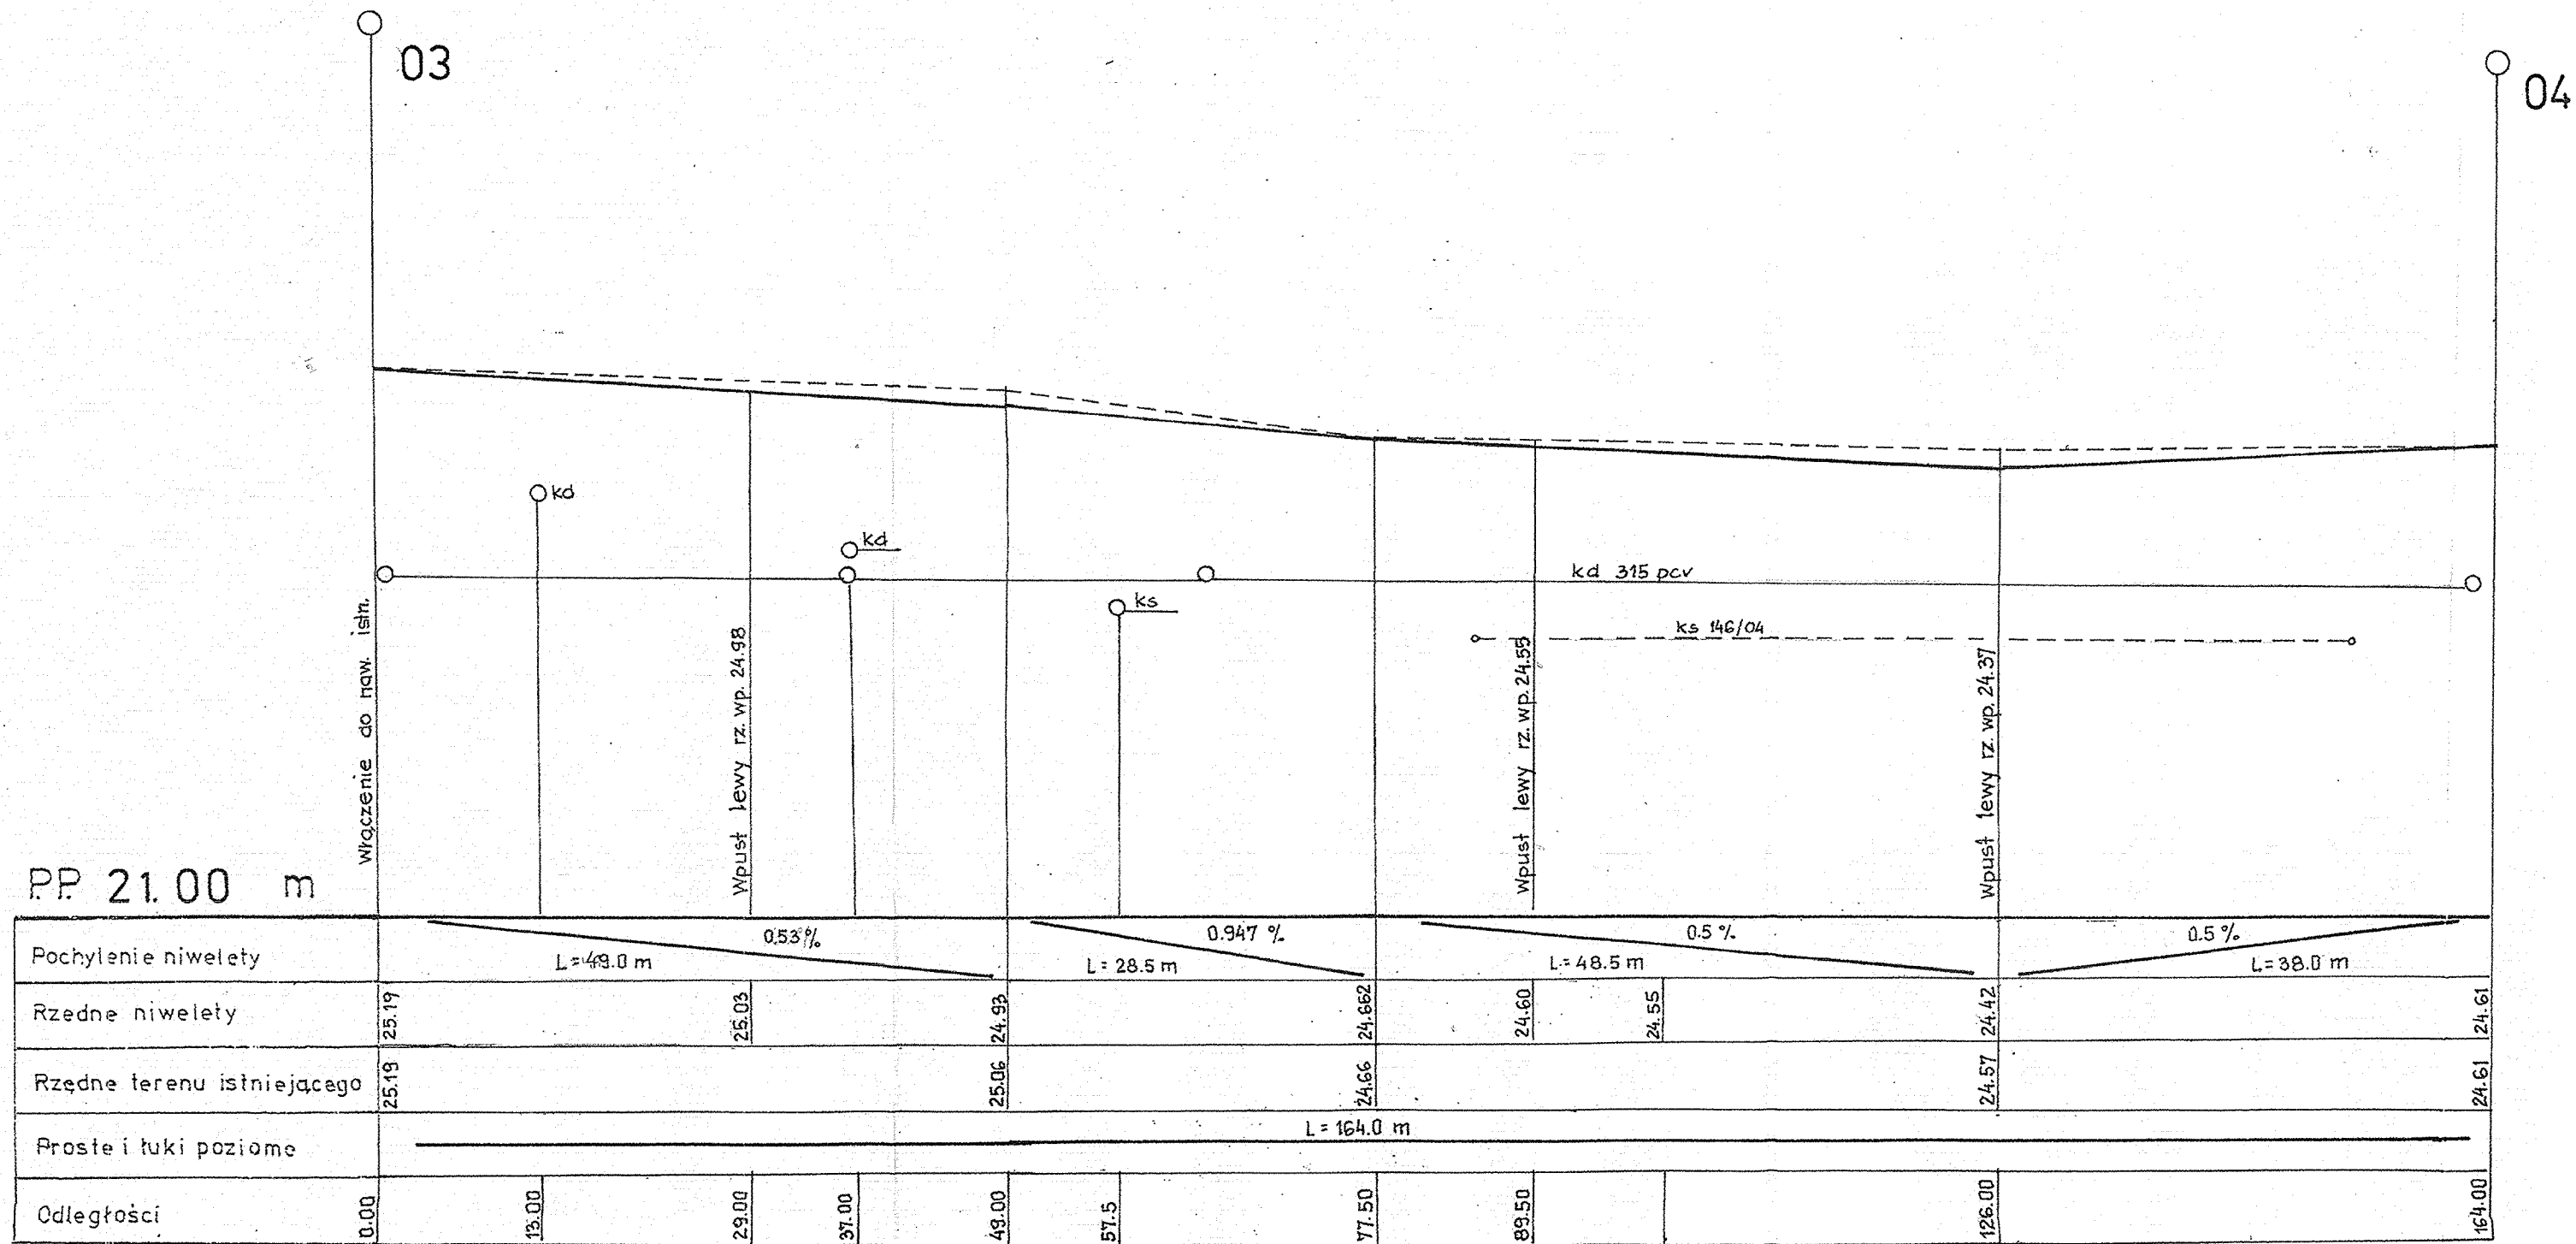 03
04
kd
kd
ks
kd 315 pcv
ks 146/04
Włączenie do naw. istn.
Wpust lewy rz. wp. 24.98
Wpust lewy rz. wp. 24.55
Wpust lewy rz. wp. 24.37
P.P. 21.00 m
Pochylenie niwelety
0.53 %
L = 49.0 m
0.947 %
L = 28.5 m
0.5 %
L = 48.5 m
0.5 %
L = 38.0 m
Rzedne niwelety
25.19 25.03 24.93 24.662 24.60 24.55 24.42 24.61
Rzędne terenu istniejącego
25.19 25.06 24.66 24.57 24.61
Proste i łuki poziome
L = 164.0 m
Odległości
0.00 13.00 29.00 37.00 49.00 57.5 77.50 89.50 126.00 164.00